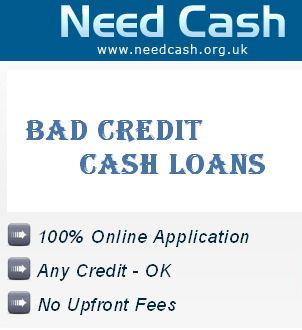 Need Cash
www.needcash.org.uk
BAD CREDIT
CASH LOANS
100% Online Application
Any Credit - OK
No Upfront Fees